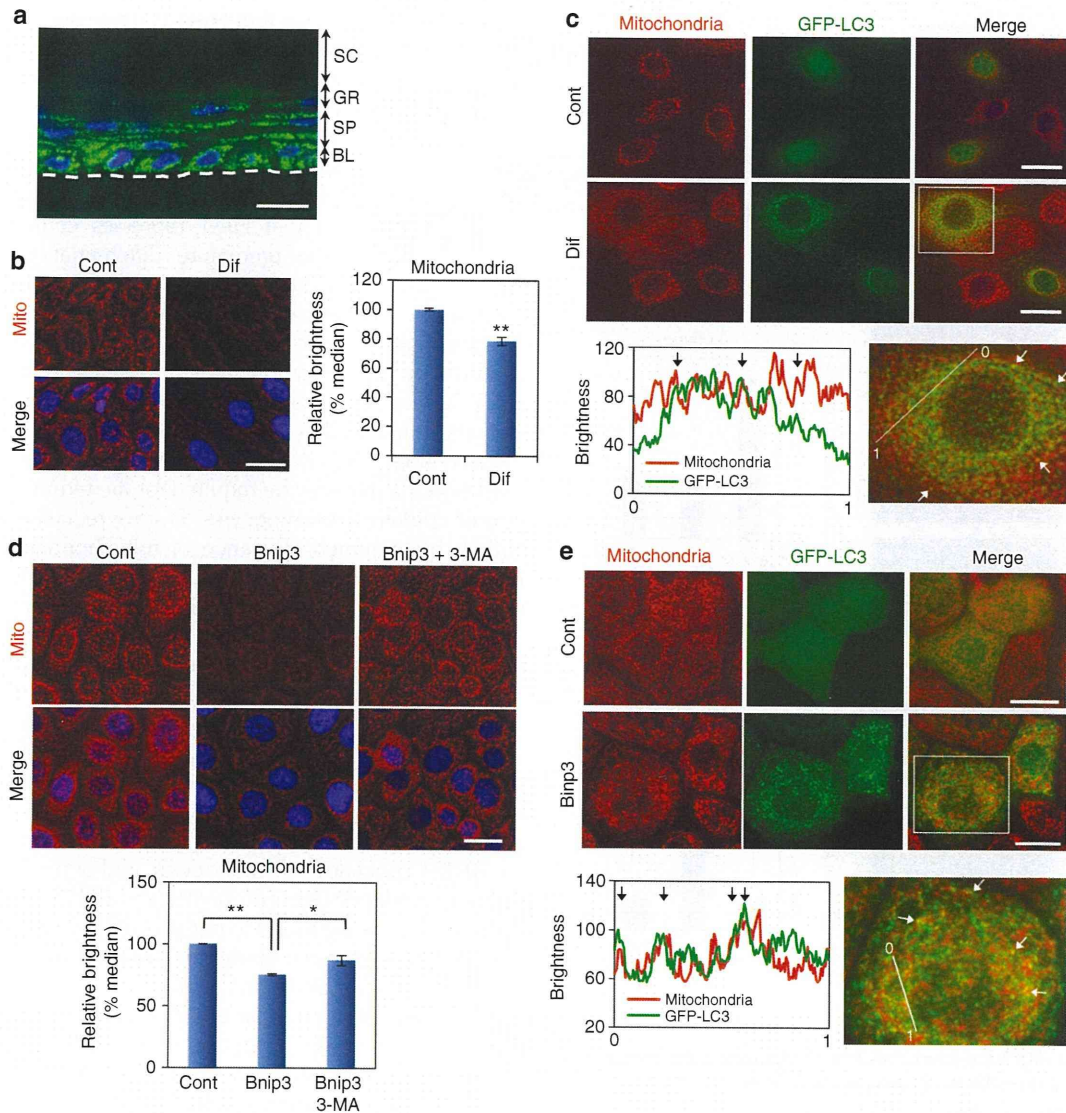 a
SC
GR
SP
BL
b
Cont Dif
Mito
Merge
Mitochondria
Relative brightness
(% median)
120
100
80
60
40
20
0
**
Cont Dif
c
Mitochondria GFP-LC3 Merge
Cont
Dif
Brightness
120
80
40
0
Mitochondria
GFP-LC3
0 1
0
1
d
Cont Bnip3 Bnip3 + 3-MA
Mito
Merge
Mitochondria
Relative brightness
(% median)
150
100
75
50
0
** *
Cont Bnip3 Bnip3
3-MA
e
Mitochondria GFP-LC3 Merge
Cont
Binp3
Brightness
140
100
60
20
Mitochondria
GFP-LC3
0 1
0
1